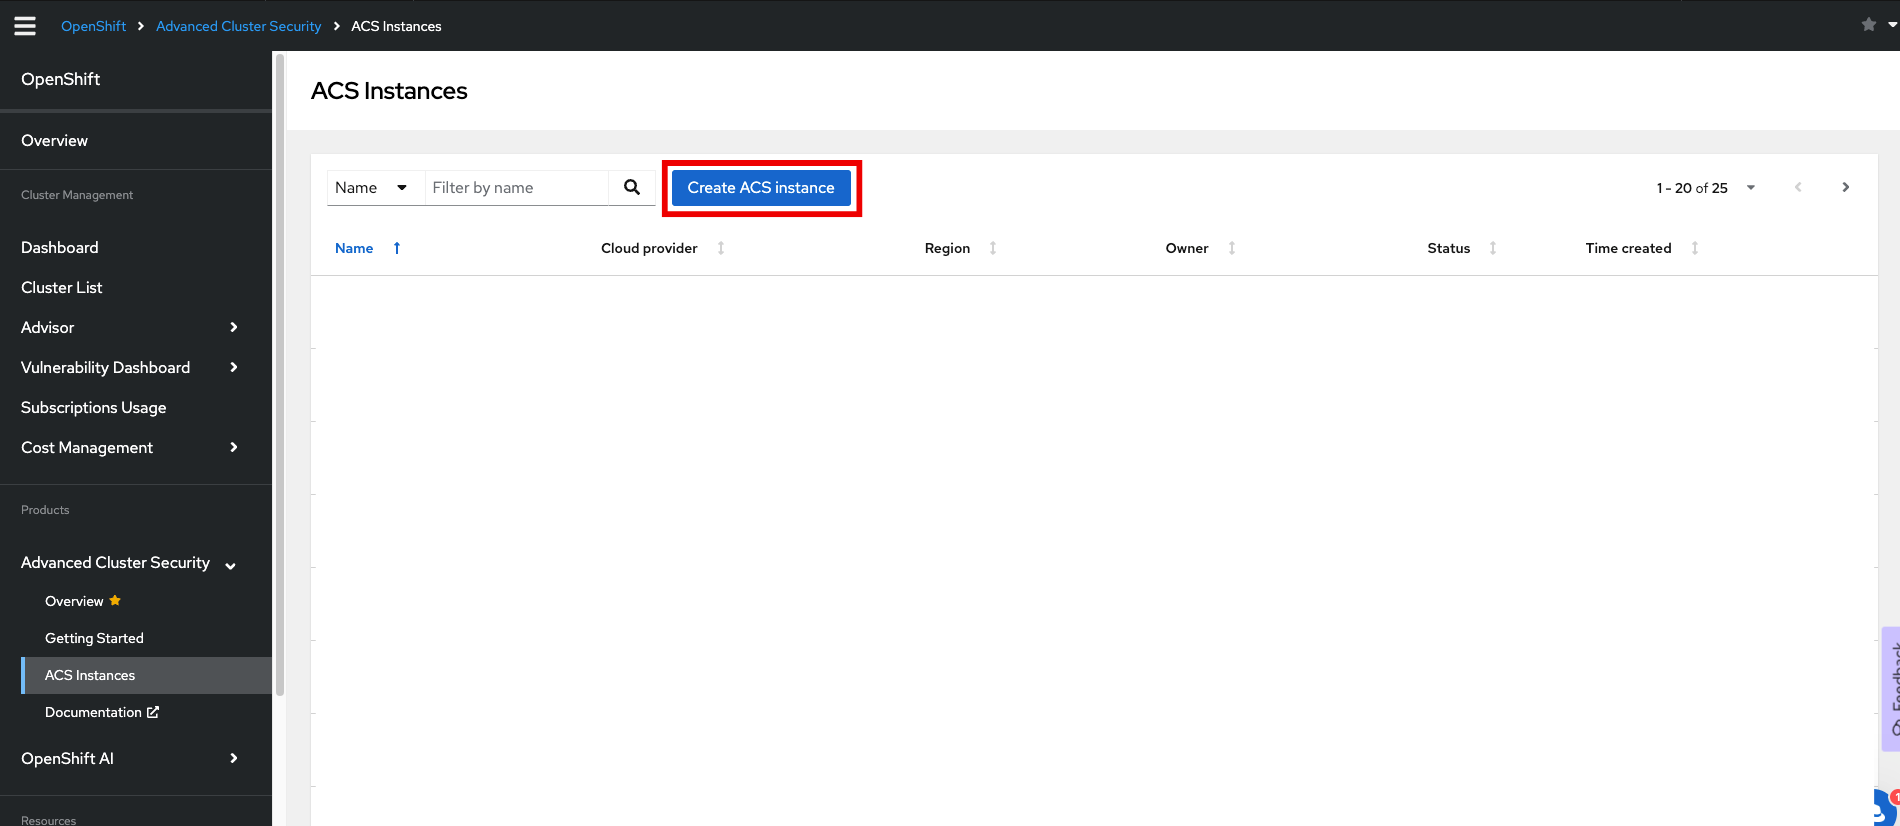 OpenShift > Advanced Cluster Security > ACS Instances
OpenShift
Overview
Cluster Management
Dashboard
Cluster List
Advisor
Vulnerability Dashboard
Subscriptions Usage
Cost Management
Products
Advanced Cluster Security
Overview
Getting Started
ACS Instances
Documentation
OpenShift AI
Resources
ACS Instances
Name Filter by name Create ACS instance 1 - 20 of 25
Name Cloud provider Region Owner Status Time created
Feedback
1